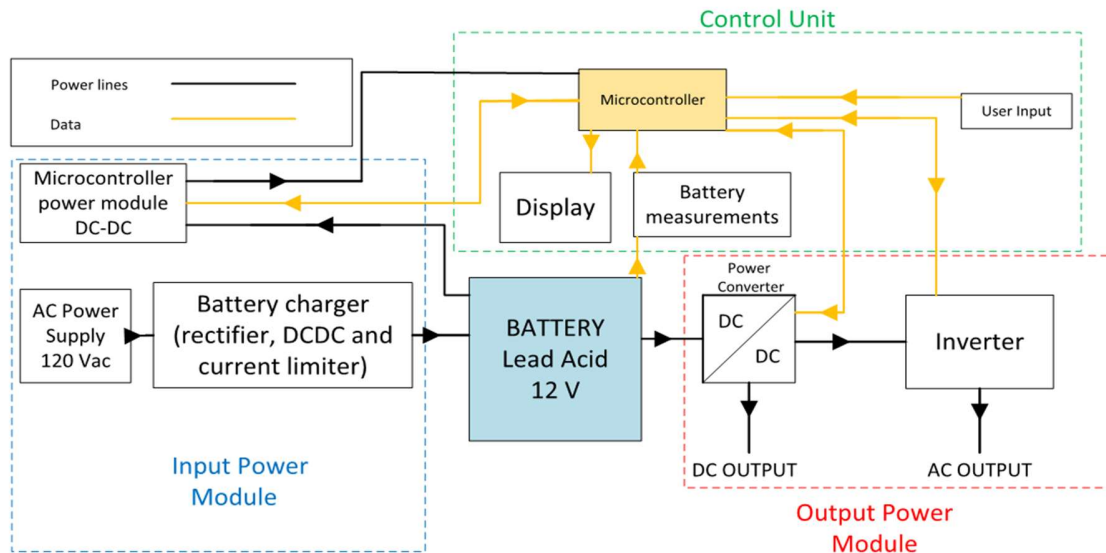 Control Unit
Power lines
Data
Microcontroller
User Input
Microcontroller
power module
DC-DC
Display
Battery
measurements
AC Power
Supply
120 Vac
Battery charger
(rectifier, DCDC and
current limiter)
BATTERY
Lead Acid
12 V
Power
Converter
DC
DC
Inverter
DC OUTPUT
AC OUTPUT
Input Power
Module
Output Power
Module